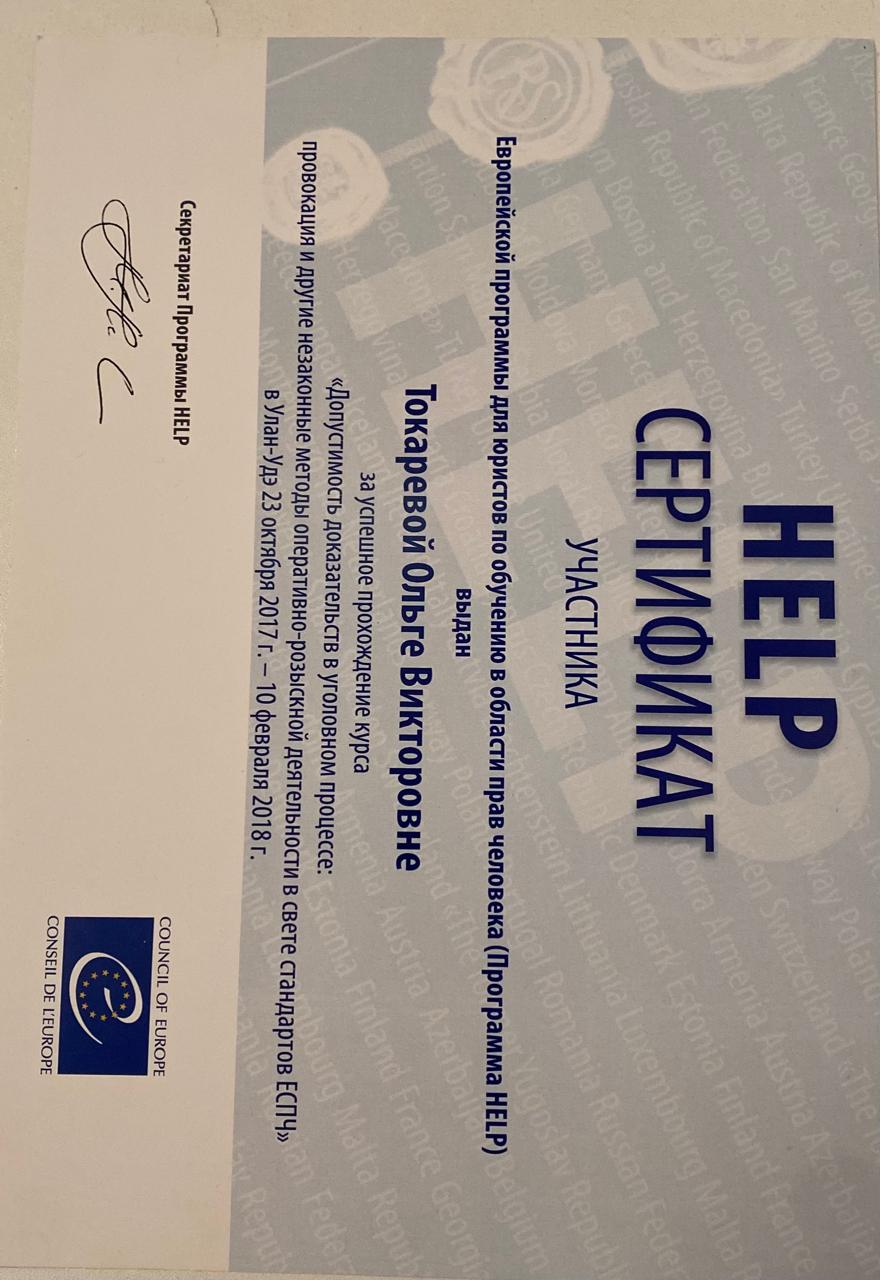 HELP
СЕРТИФИКАТ
УЧАСТНИКА
Европейской программы для юристов по обучению в области прав человека (Программа HELP)
выдан
Токаревой Ольге Викторовне
за успешное прохождение курса
«Допустимость доказательств в уголовном процессе:
провокация и другие незаконные методы оперативно-розыскной деятельности в свете стандартов ЕСПЧ»
в Улан-Удэ 23 октября 2017 г. – 10 февраля 2018 г.
Секретариат Программы HELP
COUNCIL OF EUROPE
CONSEIL DE L'EUROPE